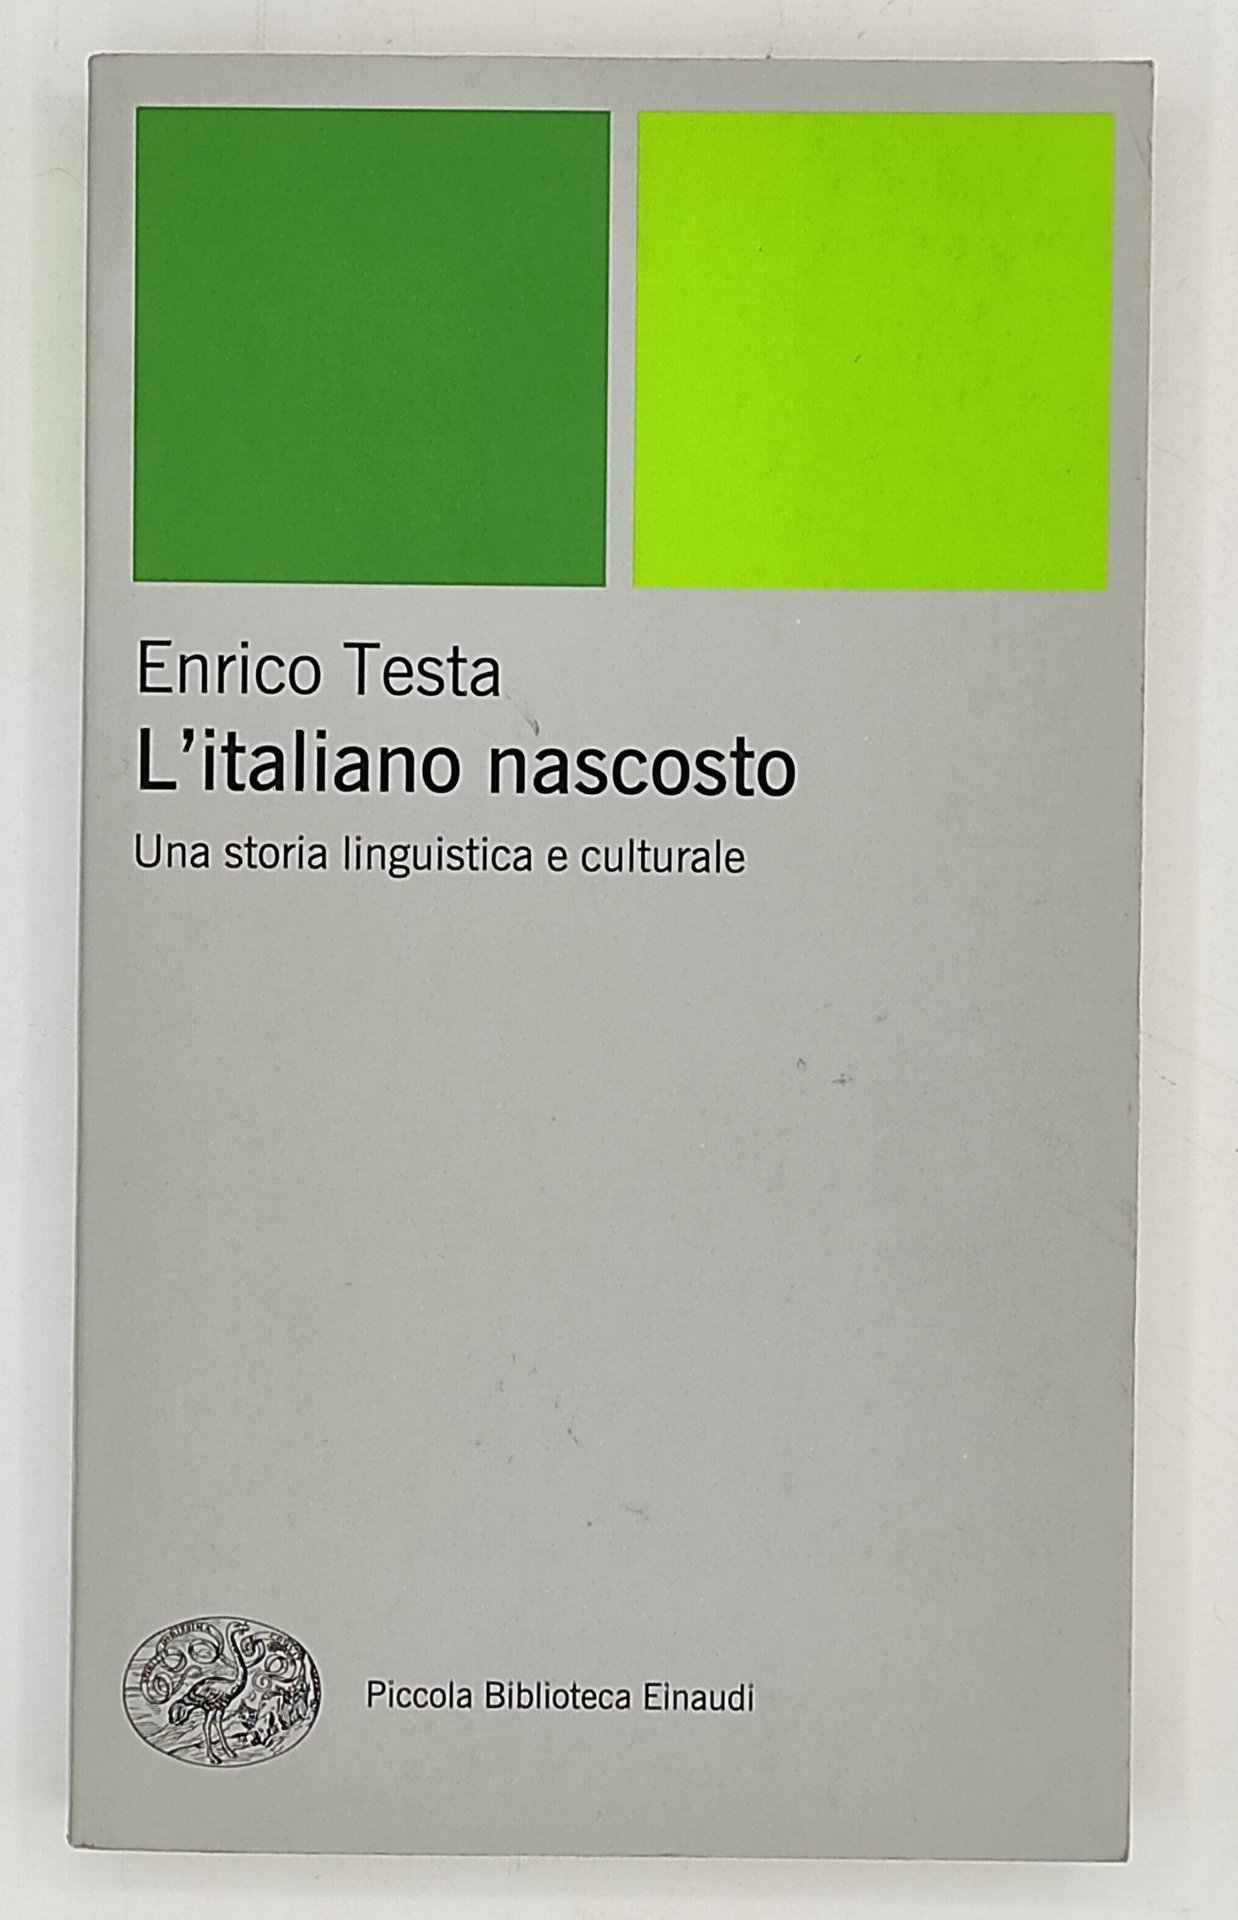 Enrico Testa
L’italiano nascosto
Una storia linguistica e culturale
Piccola Biblioteca Einaudi